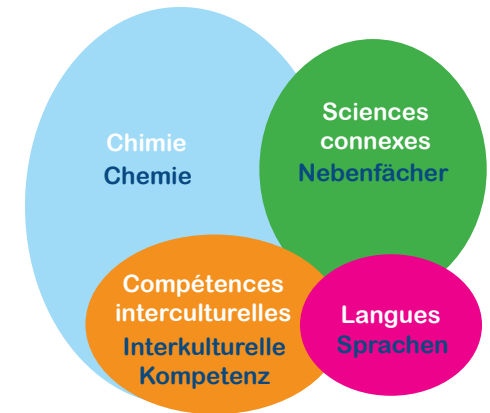 Chimie
Chemie
Sciences
connexes
Nebenfächer
Compétences
interculturelles
Interkulturelle
Kompetenz
Langues
Sprachen